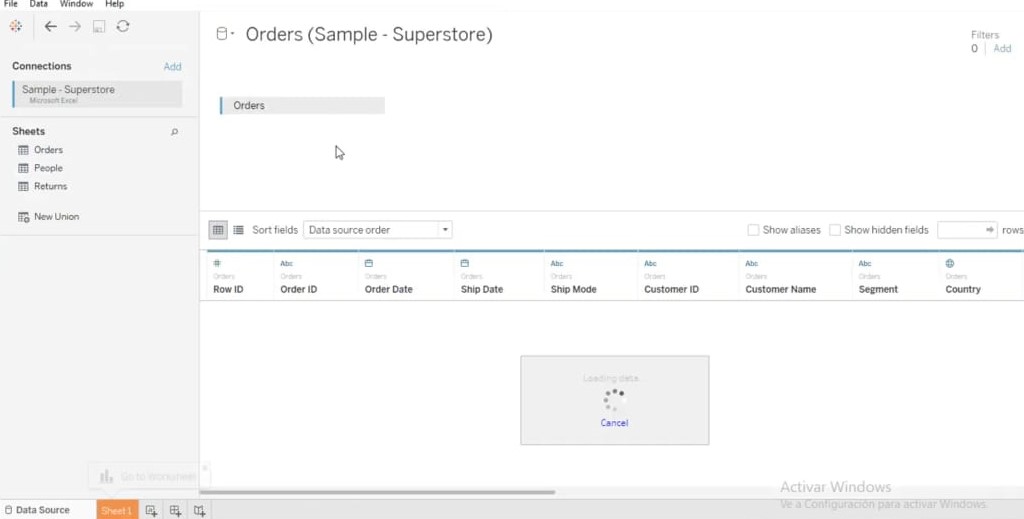 File Data Window Help
Orders (Sample - Superstore)
Filters
0 Add
Connections Add
Sample - Superstore
Microsoft Excel
Orders
Sheets
Orders
People
Returns
New Union
Sort fields Data source order Show aliases Show hidden fields rows
# Abc Abc Abc Abc Abc
Orders Orders Orders Orders Orders Orders Orders Orders Orders
Row ID Order ID Order Date Ship Date Ship Mode Customer ID Customer Name Segment Country
Loading data...
Cancel
Go to Worksheet
Activar Windows
Ve a Configuración para activar Windows.
Data Source Sheet 1